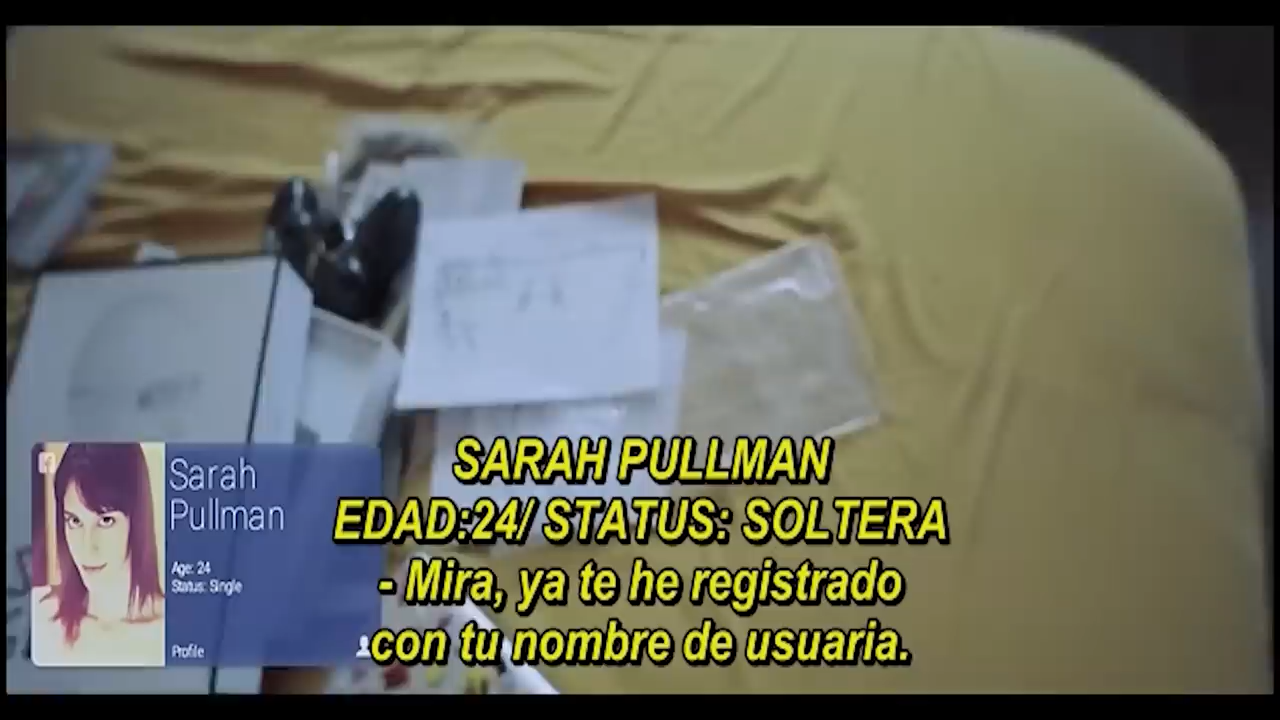 Sarah
Pullman
Age: 24
Status: Single
Profile
SARAH PULLMAN
EDAD:24/ STATUS: SOLTERA
- Mira, ya te he registrado
con tu nombre de usuaria.